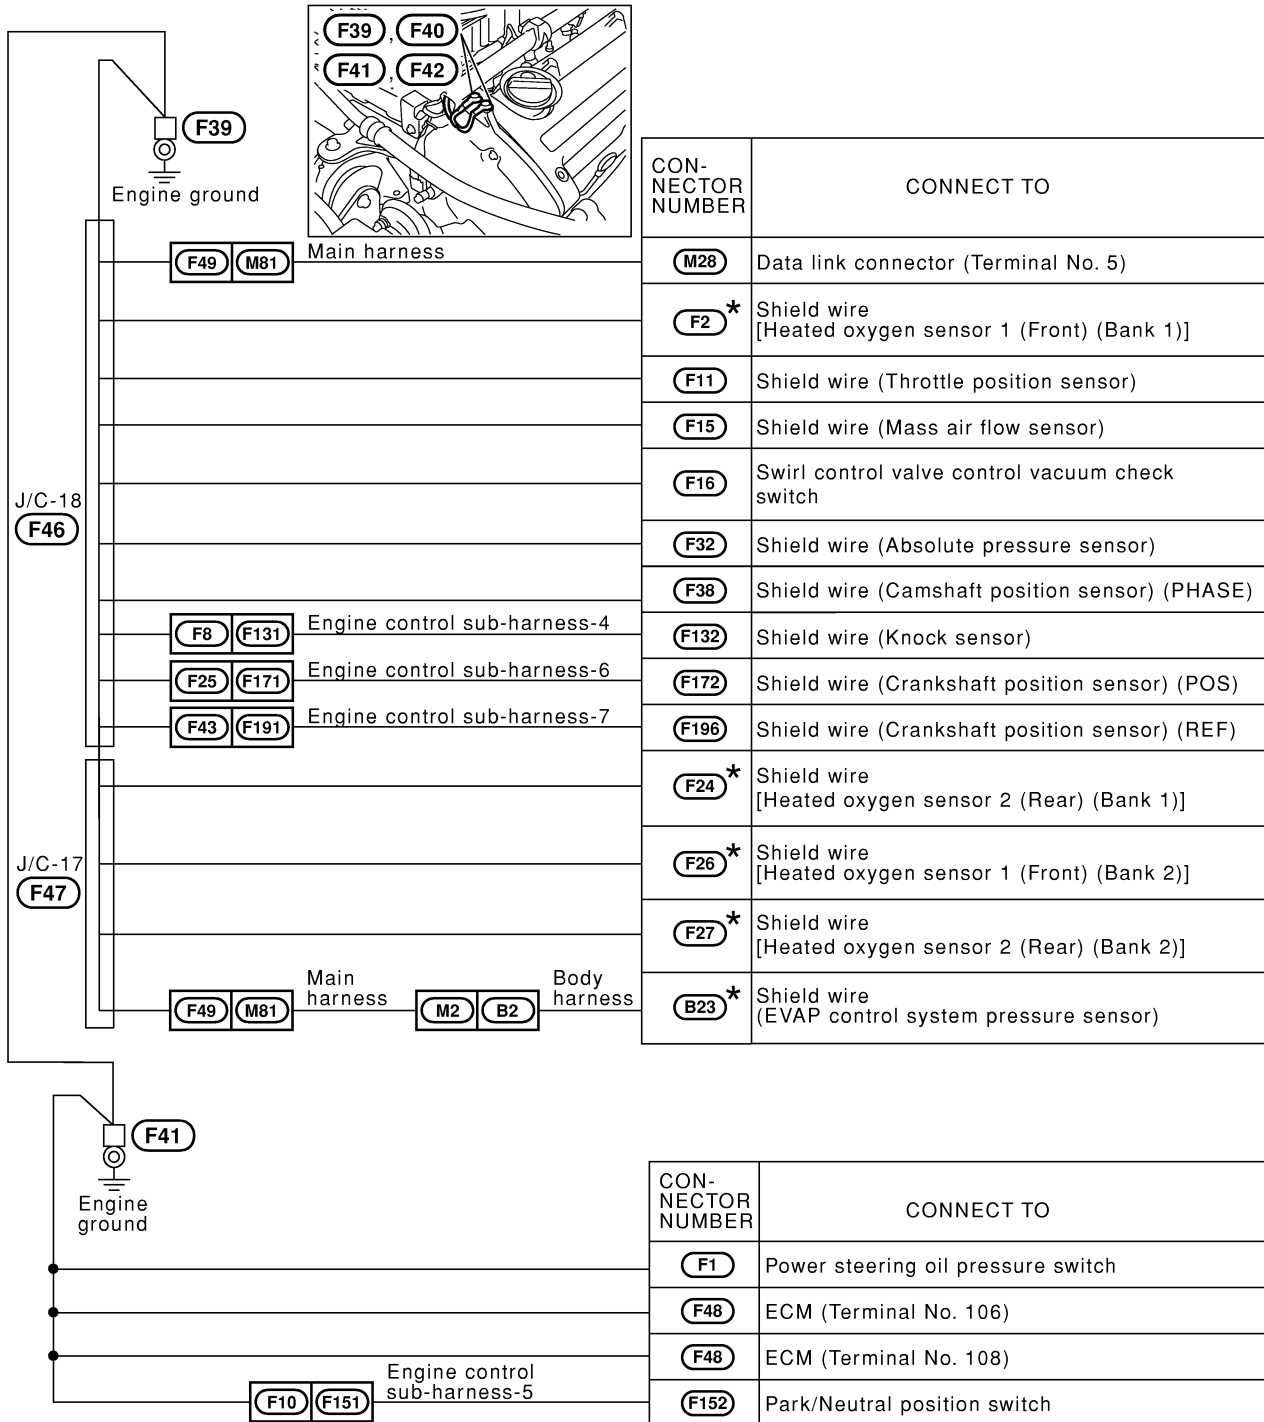 F39 , F40
F41 , F42
F39
Engine ground
CON-
NECTOR
NUMBER
CONNECT TO
F49 M81 Main harness M28 Data link connector (Terminal No. 5)
F2 * Shield wire
[Heated oxygen sensor 1 (Front) (Bank 1)]
F11 Shield wire (Throttle position sensor)
F15 Shield wire (Mass air flow sensor)
F16 Swirl control valve control vacuum check
switch
J/C-18
F46
F32 Shield wire (Absolute pressure sensor)
F38 Shield wire (Camshaft position sensor) (PHASE)
F8 F131 Engine control sub-harness-4 F132 Shield wire (Knock sensor)
F25 F171 Engine control sub-harness-6 F172 Shield wire (Crankshaft position sensor) (POS)
F43 F191 Engine control sub-harness-7 F196 Shield wire (Crankshaft position sensor) (REF)
F24 * Shield wire
[Heated oxygen sensor 2 (Rear) (Bank 1)]
J/C-17
F47
F26 * Shield wire
[Heated oxygen sensor 1 (Front) (Bank 2)]
F27 * Shield wire
[Heated oxygen sensor 2 (Rear) (Bank 2)]
F49 M81
Main
harness
M2 B2
Body
harness
B23 * Shield wire
(EVAP control system pressure sensor)
F41
Engine
ground
CON-
NECTOR
NUMBER
CONNECT TO
F1 Power steering oil pressure switch
F48 ECM (Terminal No. 106)
F48 ECM (Terminal No. 108)
F10 F151
Engine control
sub-harness-5
F152 Park/Neutral position switch